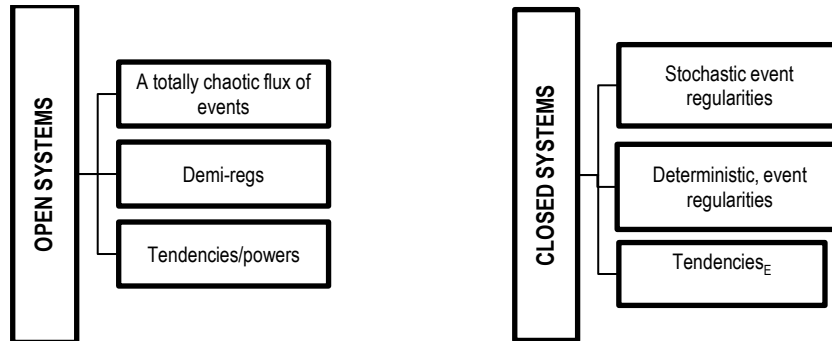 OPEN SYSTEMS
A totally chaotic flux of
events
Demi-regs
Tendencies/powers
CLOSED SYSTEMS
Stochastic event
regularities
Deterministic, event
regularities
Tendencies_E